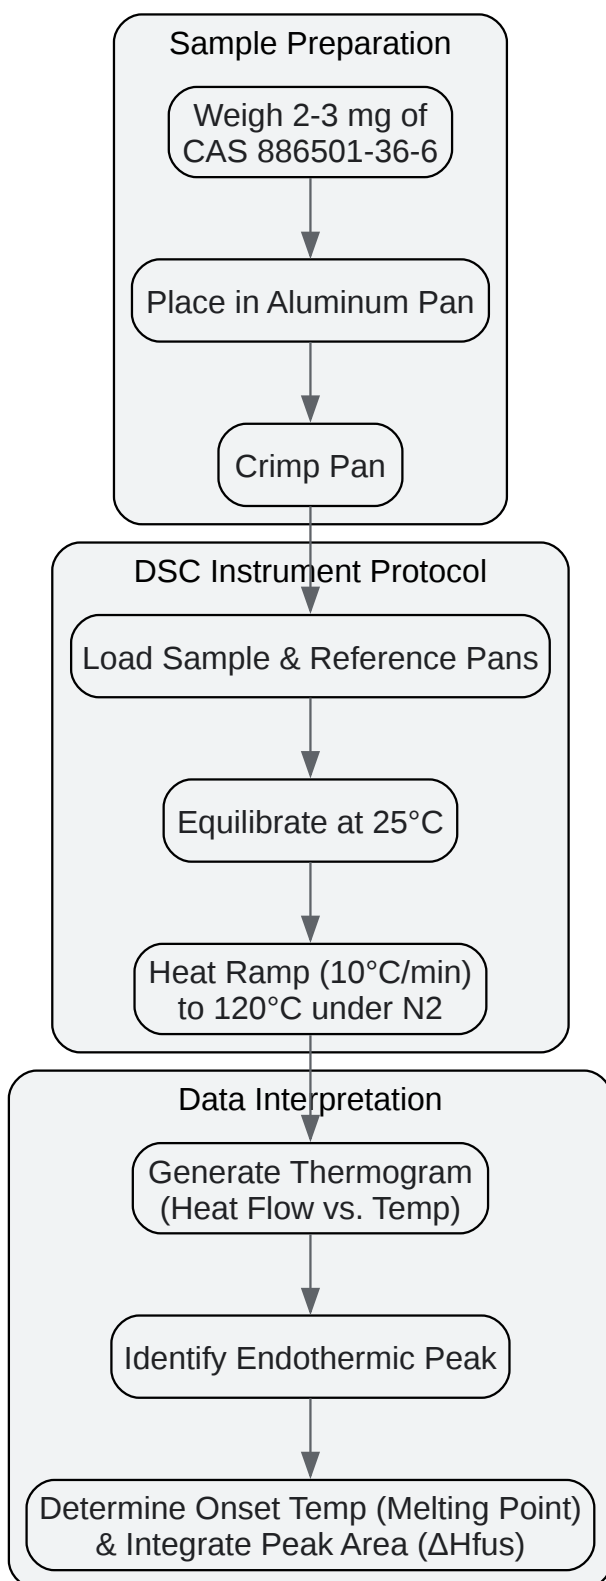 Sample Preparation
Weigh 2-3 mg of
CAS 886501-36-6
Place in Aluminum Pan
Crimp Pan
DSC Instrument Protocol
Load Sample & Reference Pans
Equilibrate at 25°C
Heat Ramp (10°C/min)
to 120°C under N2
Data Interpretation
Generate Thermogram
(Heat Flow vs. Temp)
Identify Endothermic Peak
Determine Onset Temp (Melting Point)
& Integrate Peak Area (ΔHfus)